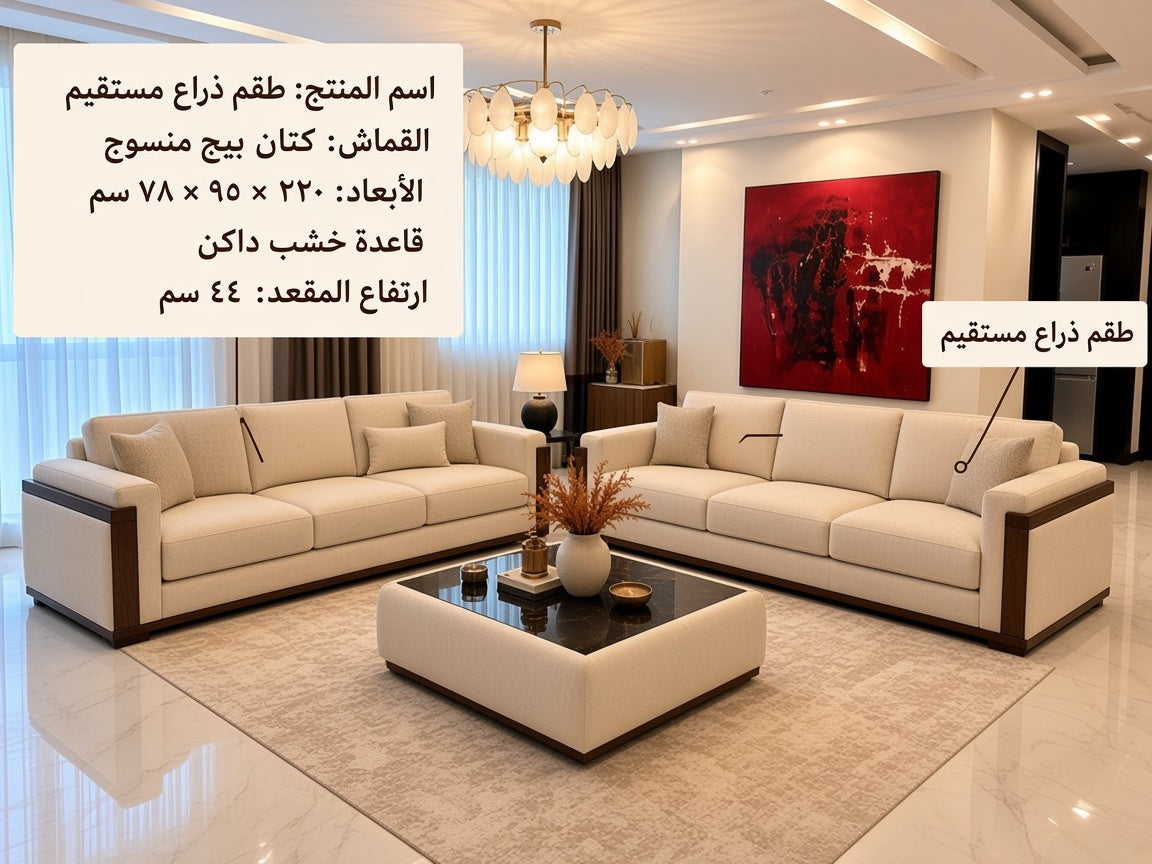 اسم المنتج: طقم ذراع مستقيم
القماش: كتان بيج منسوج
الأبعاد: ٢٢٠ × ٩٥ × ٧٨ سم
قاعدة خشب داكن
ارتفاع المقعد: ٤٤ سم
طقم ذراع مستقيم